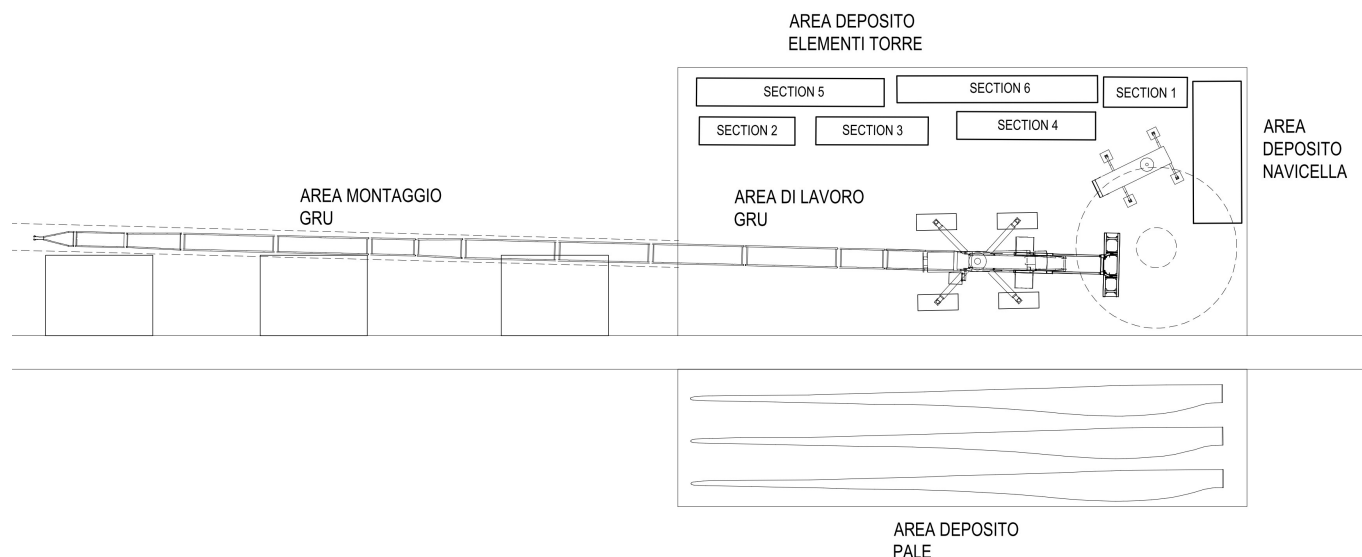 AREA DEPOSITO
ELEMENTI TORRE
SECTION 5
SECTION 6
SECTION 1
SECTION 2
SECTION 3
SECTION 4
AREA
DEPOSITO
NAVICELLA
AREA MONTAGGIO
GRU
AREA DI LAVORO
GRU
AREA DEPOSITO
PALE